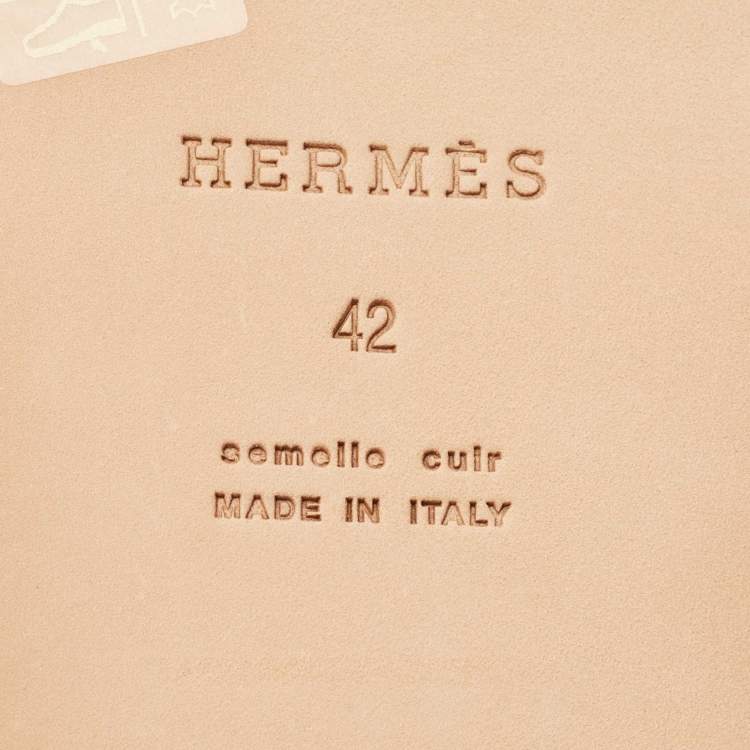 HERMÈS
42
semelle cuir
MADE IN ITALY